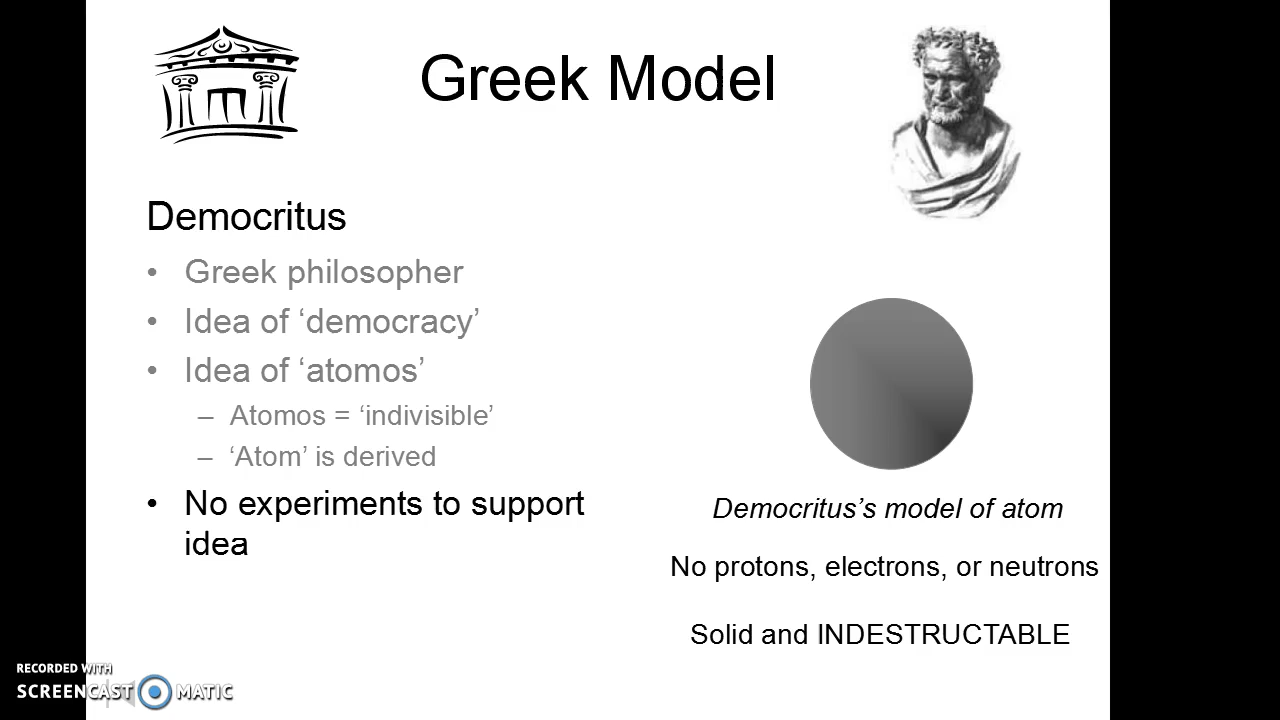 Greek Model
Democritus
• Greek philosopher
• Idea of ‘democracy’
• Idea of ‘atomos’
– Atomos = ‘indivisible’
– ‘Atom’ is derived
• No experiments to support
idea
Democritus’s model of atom
No protons, electrons, or neutrons
Solid and INDESTRUCTABLE
RECORDED WITH
SCREENCAST MATIC